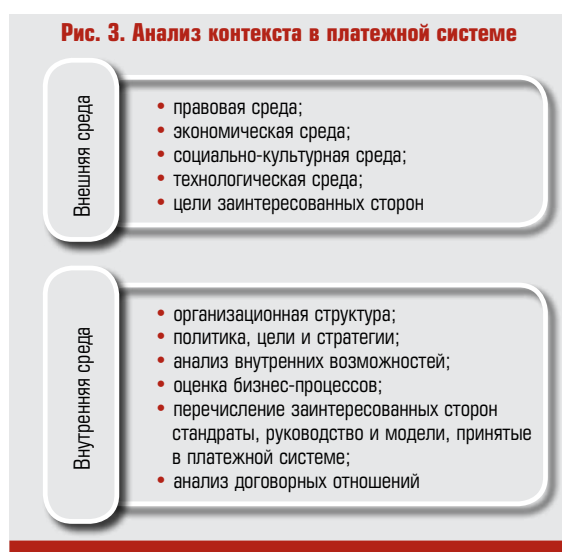 Рис. 3. Анализ контекста в платежной системе
Внешняя среда
• правовая среда;
• экономическая среда;
• социально-культурная среда;
• технологическая среда;
• цели заинтересованных сторон
Внутренняя среда
• организационная структура;
• политика, цели и стратегии;
• анализ внутренних возможностей;
• оценка бизнес-процессов;
• перечисление заинтересованных сторон
стандраты, руководство и модели, принятые
в платежной системе;
• анализ договорных отношений